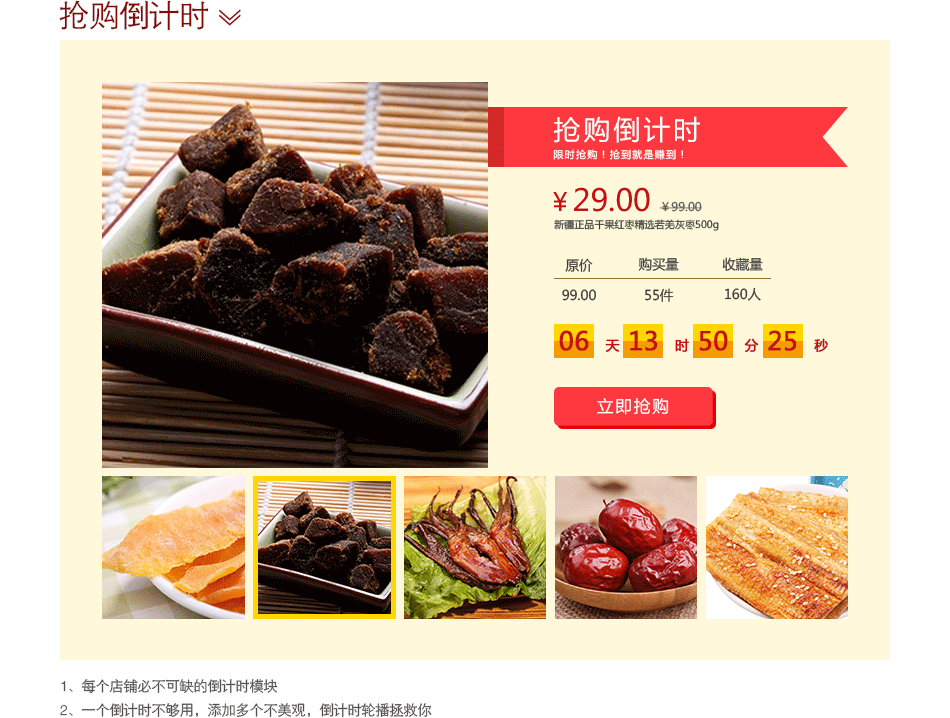 抢购倒计时
抢购倒计时
限时抢购！抢到就是赚到！
¥29.00 ¥99.00
新疆正品干果红枣精选若羌灰枣500g
原价 购买量 收藏量
99.00 55件 160人
06 天 13 时 50 分 25 秒
立即抢购
1、每个店铺必不可缺的倒计时模块
2、一个倒计时不够用，添加多个不美观，倒计时轮播拯救你